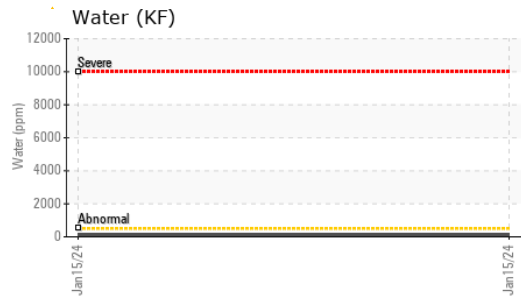 Water (KF)
12000
Severe
10000
8000
Water (ppm)
6000
4000
2000
Abnormal
0
Jan15/24
Jan15/24